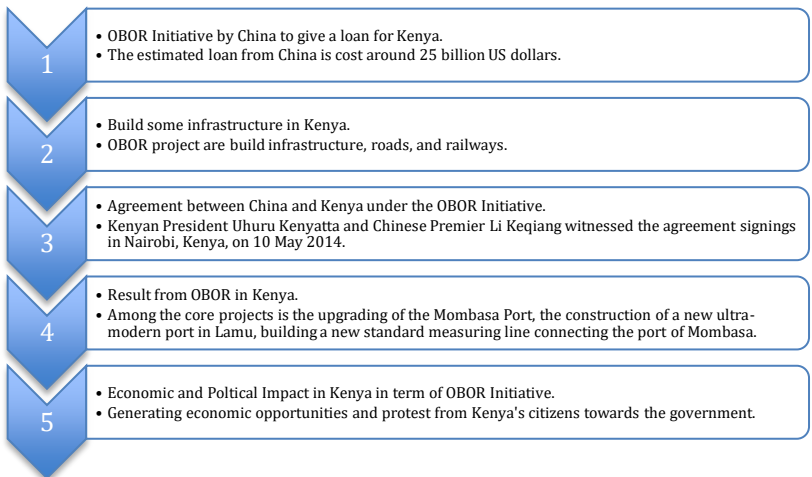 1
• OBOR Initiative by China to give a loan for Kenya.
• The estimated loan from China is cost around 25 billion US dollars.
2
• Build some infrastructure in Kenya.
• OBOR project are build infrastructure, roads, and railways.
3
• Agreement between China and Kenya under the OBOR Initiative.
• Kenyan President Uhuru Kenyatta and Chinese Premier Li Keqiang witnessed the agreement signings
in Nairobi, Kenya, on 10 May 2014.
4
• Result from OBOR in Kenya.
• Among the core projects is the upgrading of the Mombasa Port, the construction of a new ultra-
modern port in Lamu, building a new standard measuring line connecting the port of Mombasa.
5
• Economic and Poltical Impact in Kenya in term of OBOR Initiative.
• Generating economic opportunities and protest from Kenya's citizens towards the government.